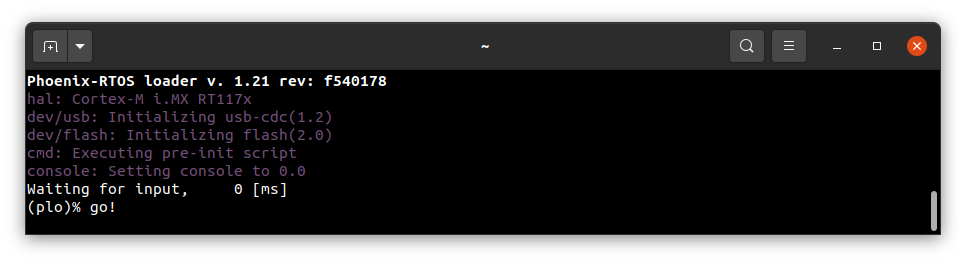 ~
Phoenix-RTOS loader v. 1.21 rev: f540178
hal: Cortex-M i.MX RT117x
dev/usb: Initializing usb-cdc(1.2)
dev/flash: Initializing flash(2.0)
cmd: Executing pre-init script
console: Setting console to 0.0
Waiting for input,     0 [ms]
(plo)% go!